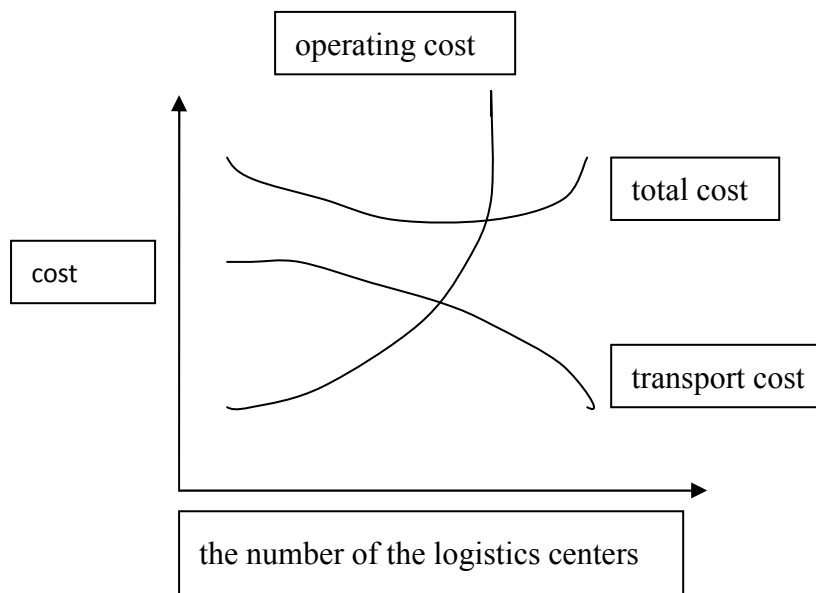 operating cost
total cost
cost
transport cost
the number of the logistics centers